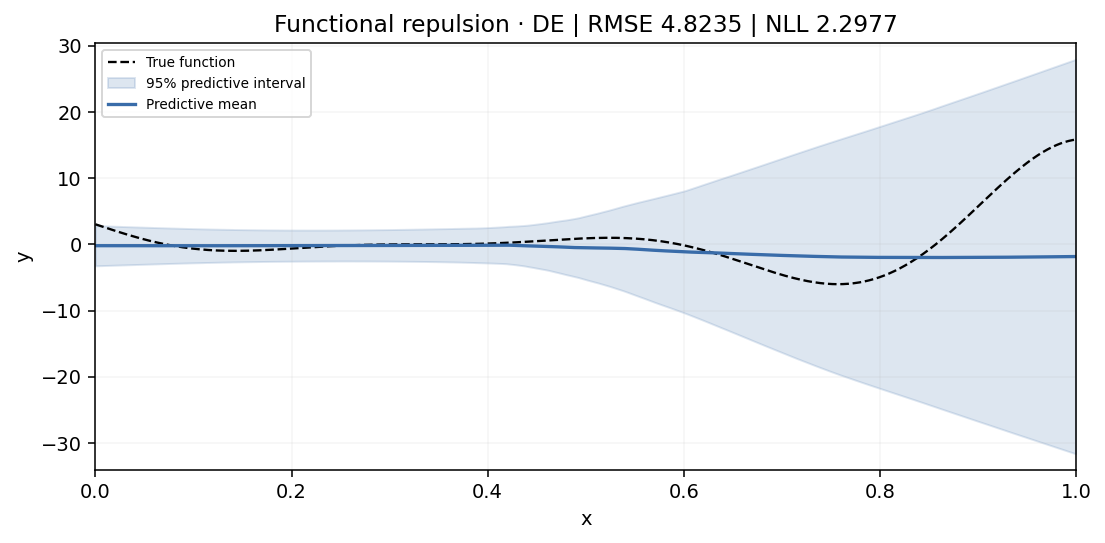 Functional repulsion · DE | RMSE 4.8235 | NLL 2.2977
True function
95% predictive interval
Predictive mean
y
30
20
10
0
−10
−20
−30
0.0 0.2 0.4 0.6 0.8 1.0
x